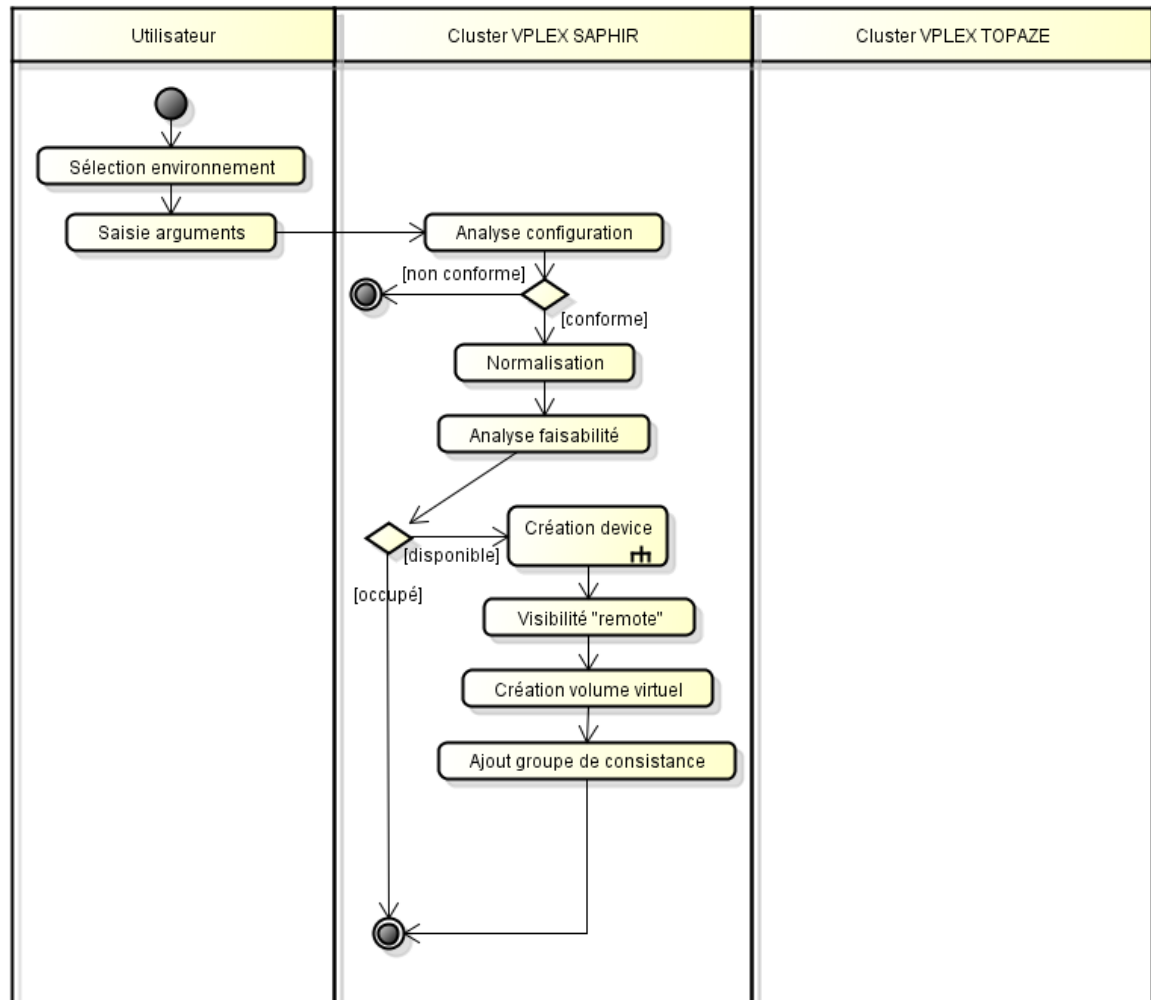 Utilisateur
Cluster VPLEX SAPHIR
Cluster VPLEX TOPAZE
Sélection environnement
Saisie arguments
Analyse configuration
[non conforme]
[conforme]
Normalisation
Analyse faisabilité
Création device
[disponible]
[occupé]
Visibilité "remote"
Création volume virtuel
Ajout groupe de consistance